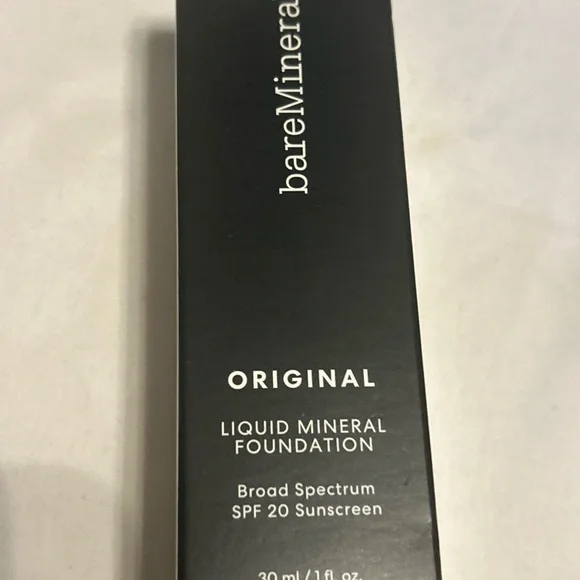 bareMinera
ORIGINAL
LIQUID MINERAL
FOUNDATION
Broad Spectrum
SPF 20 Sunscreen
30 ml / 1 fl. oz.